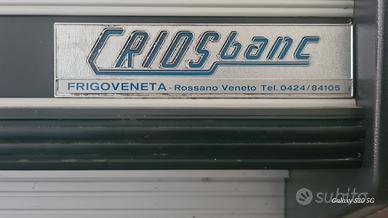 CRIOSbanc
FRIGOVENETA - Rossano Veneto Tel. 0424/84105
subito
Galaxy S20 5G